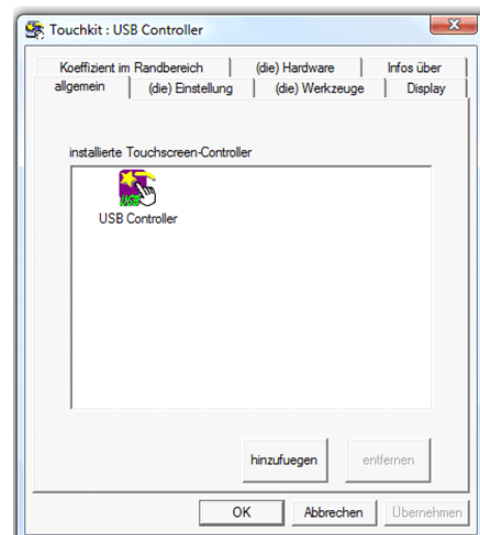 Touchkit : USB Controller
Koeffizient im Randbereich (die) Hardware Infos über
allgemein (die) Einstellung (die) Werkzeuge Display
installierte Touchscreen-Controller
USB
USB Controller
hinzufuegen entfernen
OK Abbrechen Übernehmen